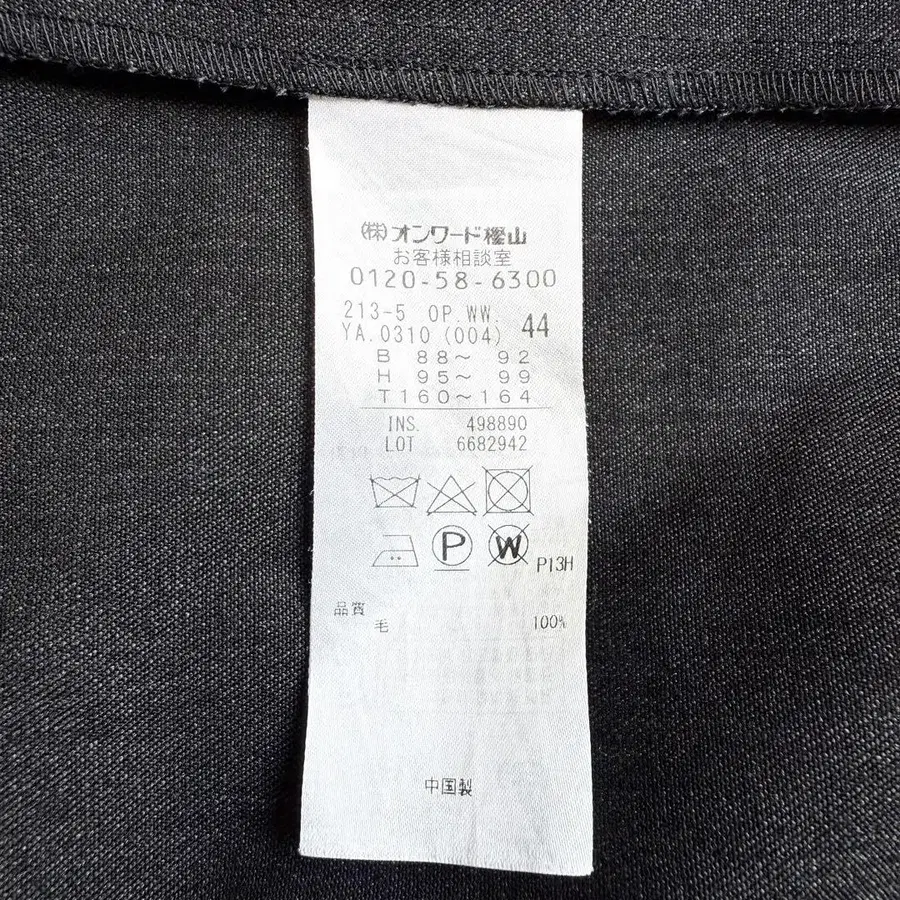 ㈱オンワード樫山
お客様相談室
0120-58-6300
213-5 OP.WW.
YA.0310 (004) 44
B 88〜 92
H 95〜 99
T160〜164
INS. 498890
LOT 6682942
P W P13H
品質
毛 100%
中国製